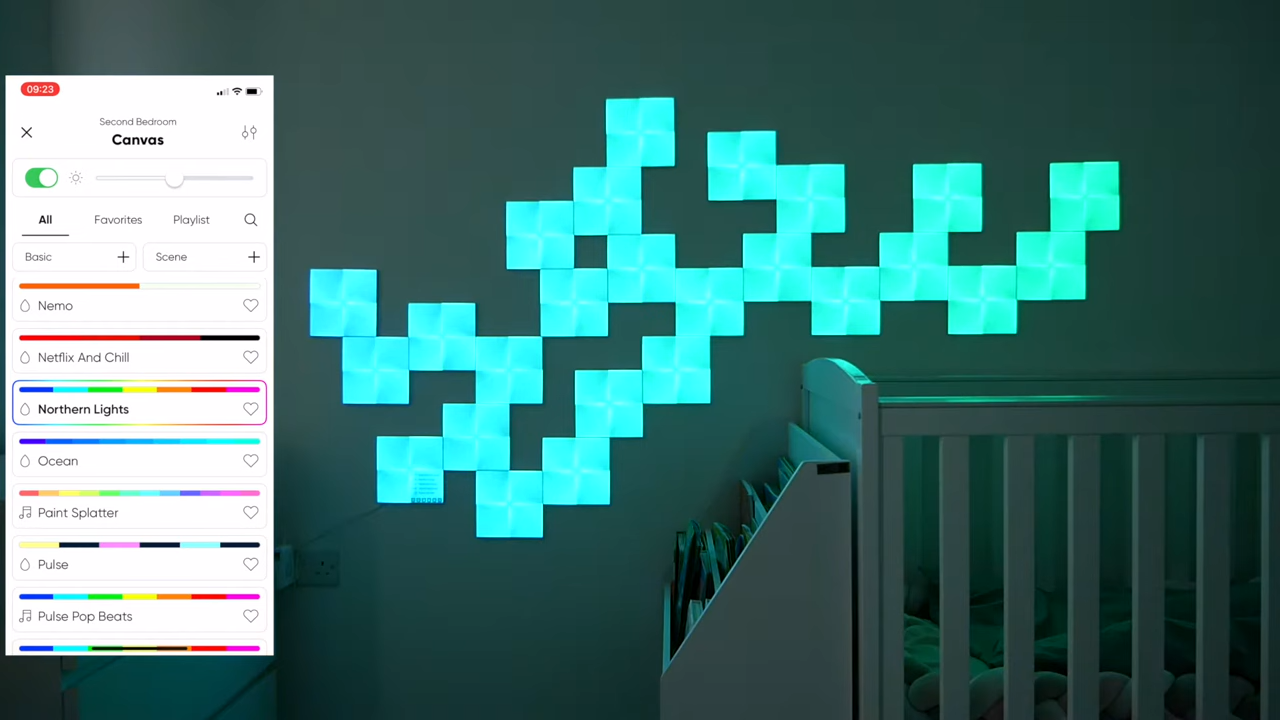 09:23
Second Bedroom
Canvas
All Favorites Playlist
Basic Scene
Nemo
Netflix And Chill
Northern Lights
Ocean
Paint Splatter
Pulse
Pulse Pop Beats